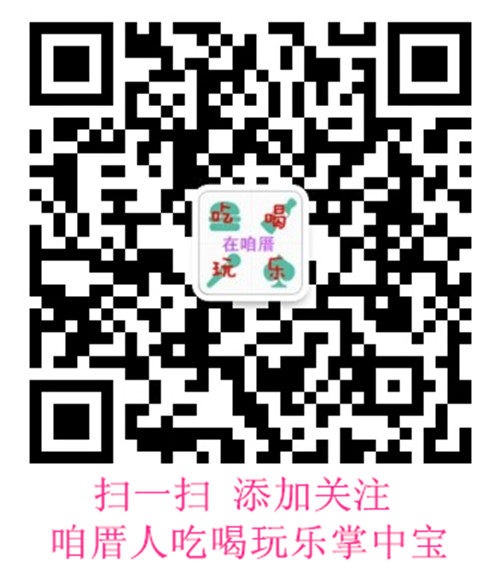 吃 喝
在咱厝
玩 乐
扫一扫 添加关注
咱厝人吃喝玩乐掌中宝